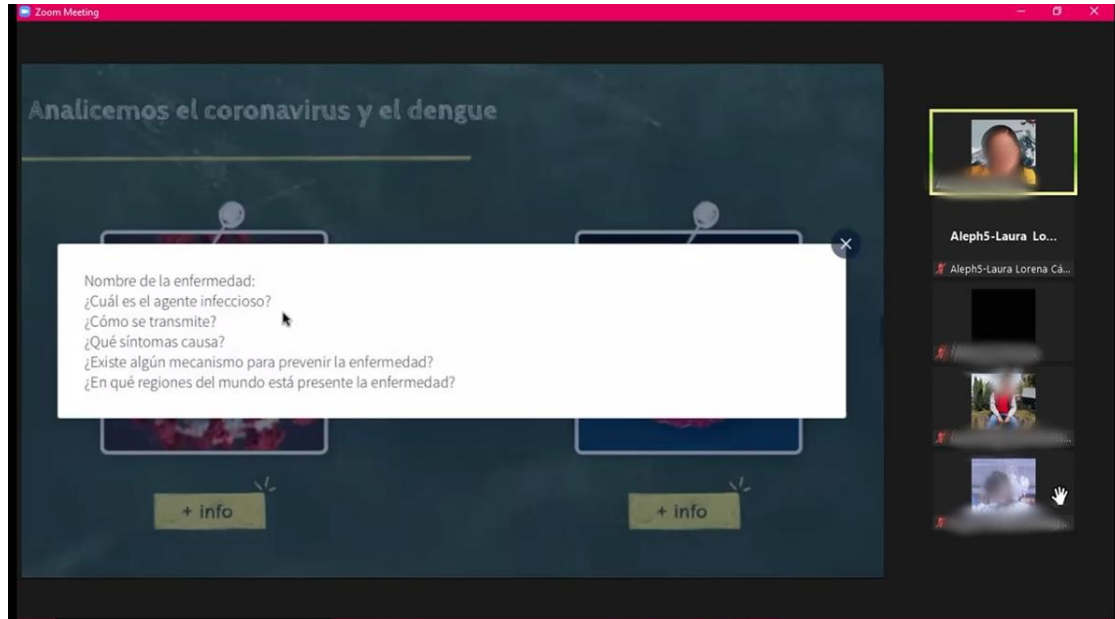 Zoom Meeting
Analicemos el coronavirus y el dengue
Nombre de la enfermedad:
¿Cuál es el agente infeccioso?
¿Cómo se transmite?
¿Qué síntomas causa?
¿Existe algún mecanismo para prevenir la enfermedad?
¿En qué regiones del mundo está presente la enfermedad?
+ info
+ info
Aleph5-Laura Lo...
Aleph5-Laura Lorena Cá...